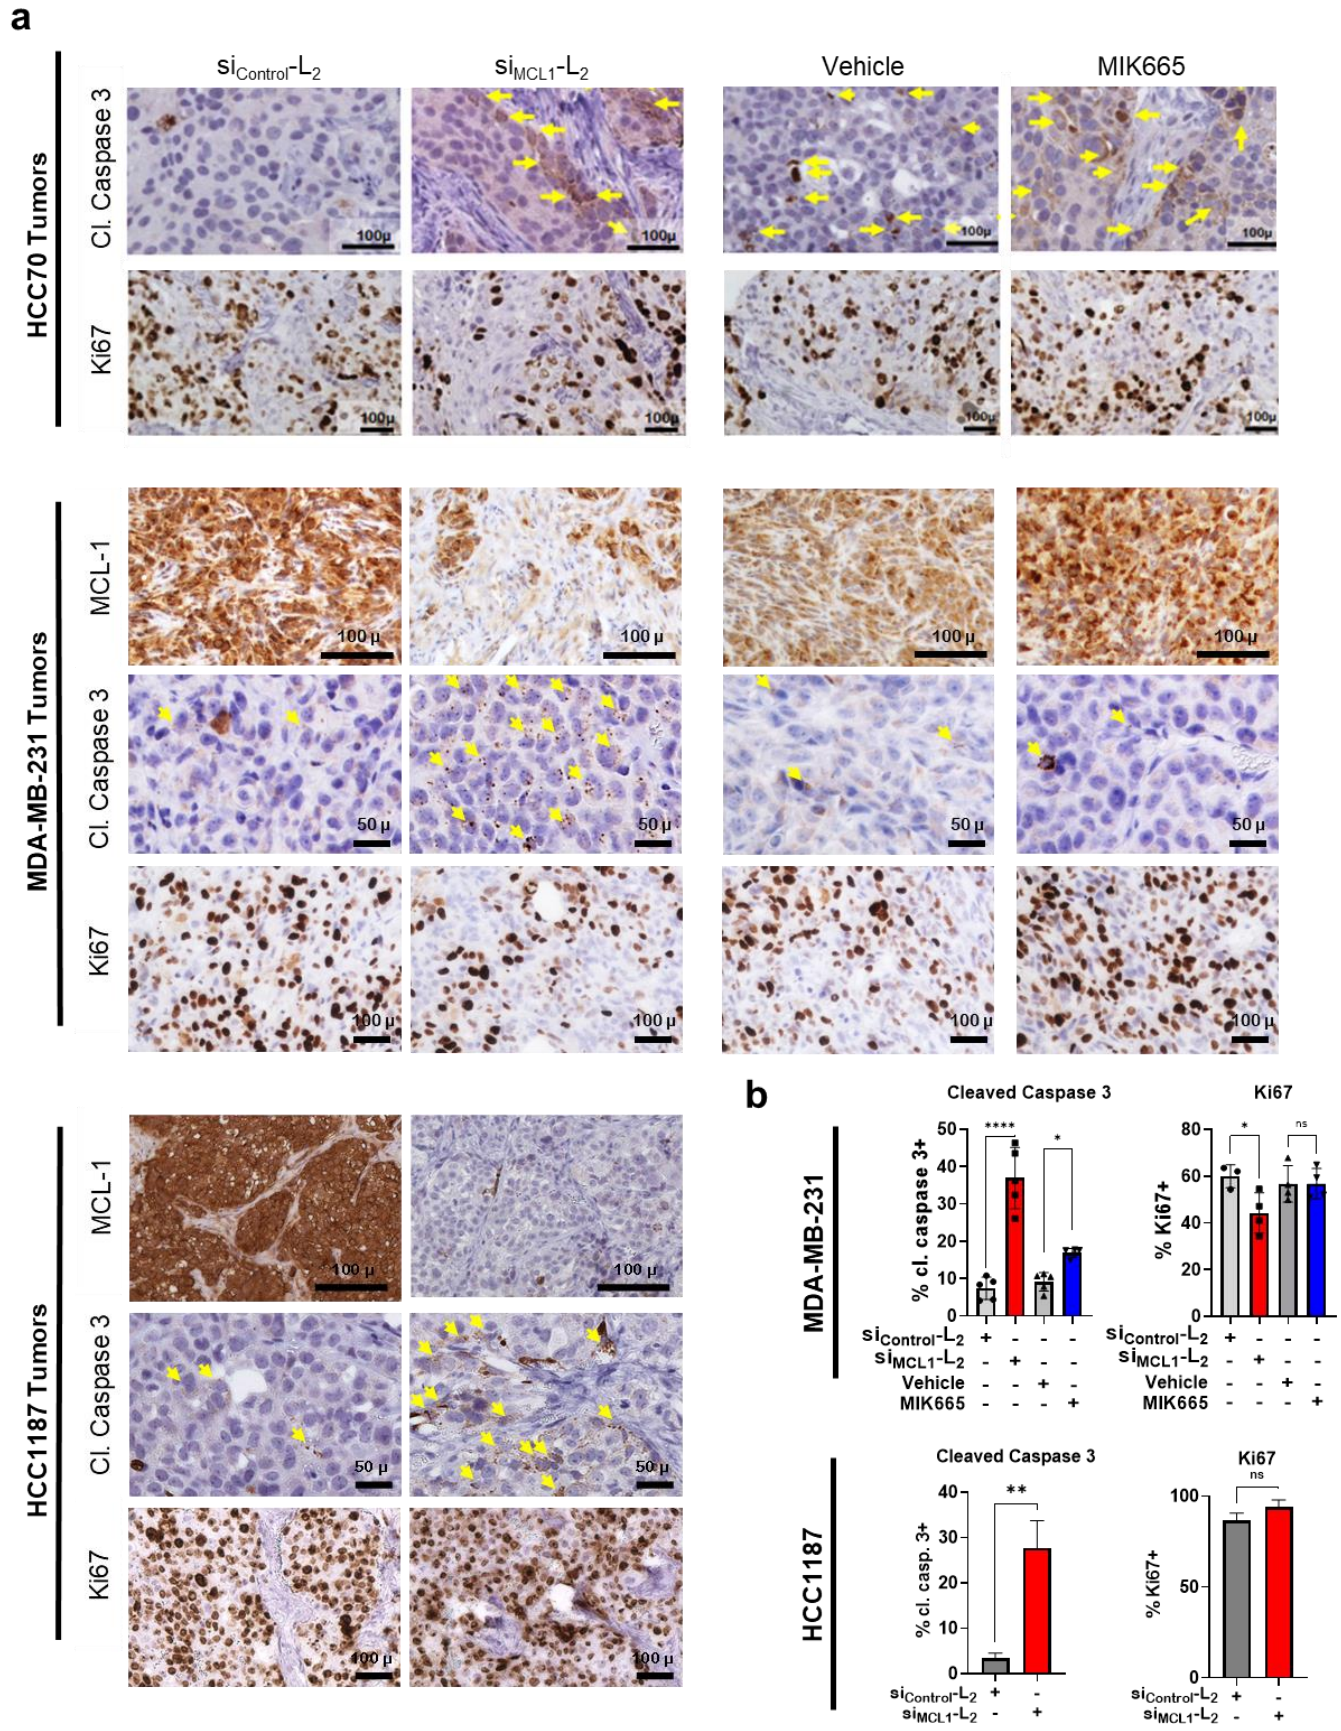 a
siControl-L2 siMCL1-L2 Vehicle MIK665
HCC70 Tumors
Cl. Caspase 3
100µ 100µ 100µ 100µ
Ki67
100µ 100µ 100µ 100µ
MDA-MB-231 Tumors
MCL-1
100 µ 100 µ 100 µ 100 µ
Cl. Caspase 3
50 µ 50 µ 50 µ 50 µ
Ki67
100 µ 100 µ 100 µ 100 µ
HCC1187 Tumors
MCL-1
100 µ 100 µ
Cl. Caspase 3
50 µ 50 µ
Ki67
100 µ 100 µ
b
MDA-MB-231
Cleaved Caspase 3
% cl. caspase 3+
50
40
30
20
10
0
**** *
siControl-L2 + - - -
siMCL1-L2 - + - -
Vehicle - - + -
MIK665 - - - +
Ki67
% Ki67+
80
60
40
20
0
* ns
siControl-L2 + - - -
siMCL1-L2 - + - -
Vehicle - - + -
MIK665 - - - +
HCC1187
Cleaved Caspase 3
% cl. casp. 3+
40
30
20
10
0
**
siControl-L2 + -
siMCL1-L2 - +
Ki67
ns
% Ki67+
100
50
0
siControl-L2 + -
siMCL1-L2 - +